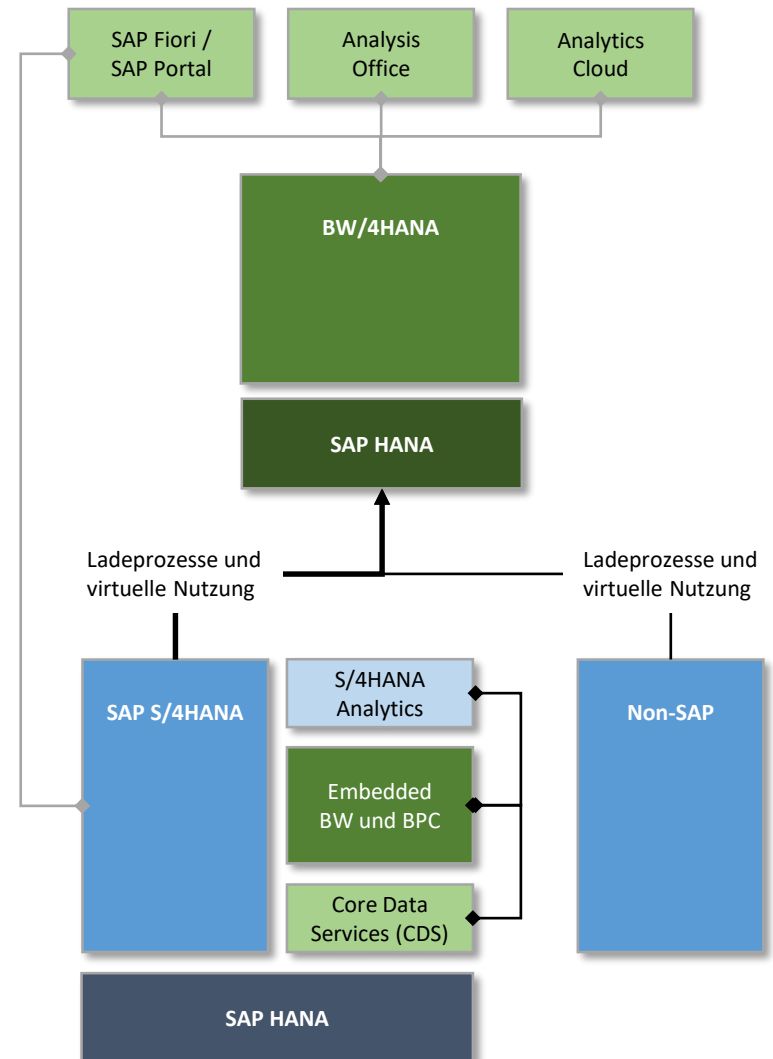 SAP Fiori /
SAP Portal
Analysis
Office
Analytics
Cloud
BW/4HANA
SAP HANA
Ladeprozesse und
virtuelle Nutzung
Ladeprozesse und
virtuelle Nutzung
SAP S/4HANA
S/4HANA
Analytics
Non-SAP
Embedded
BW und BPC
Core Data
Services (CDS)
SAP HANA